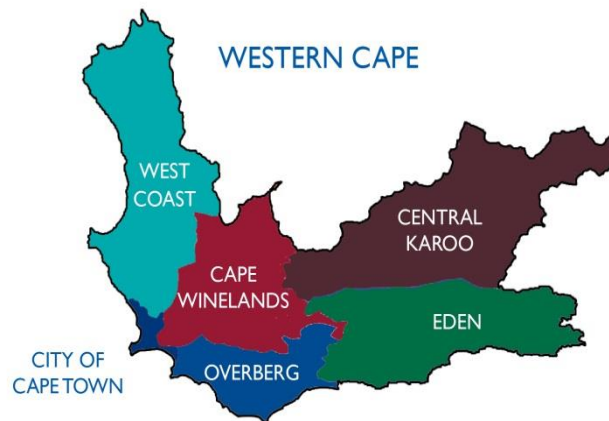 WESTERN CAPE
WEST
COAST
CENTRAL
KAROO
CAPE
WINELANDS
EDEN
CITY OF
CAPE TOWN
OVERBERG